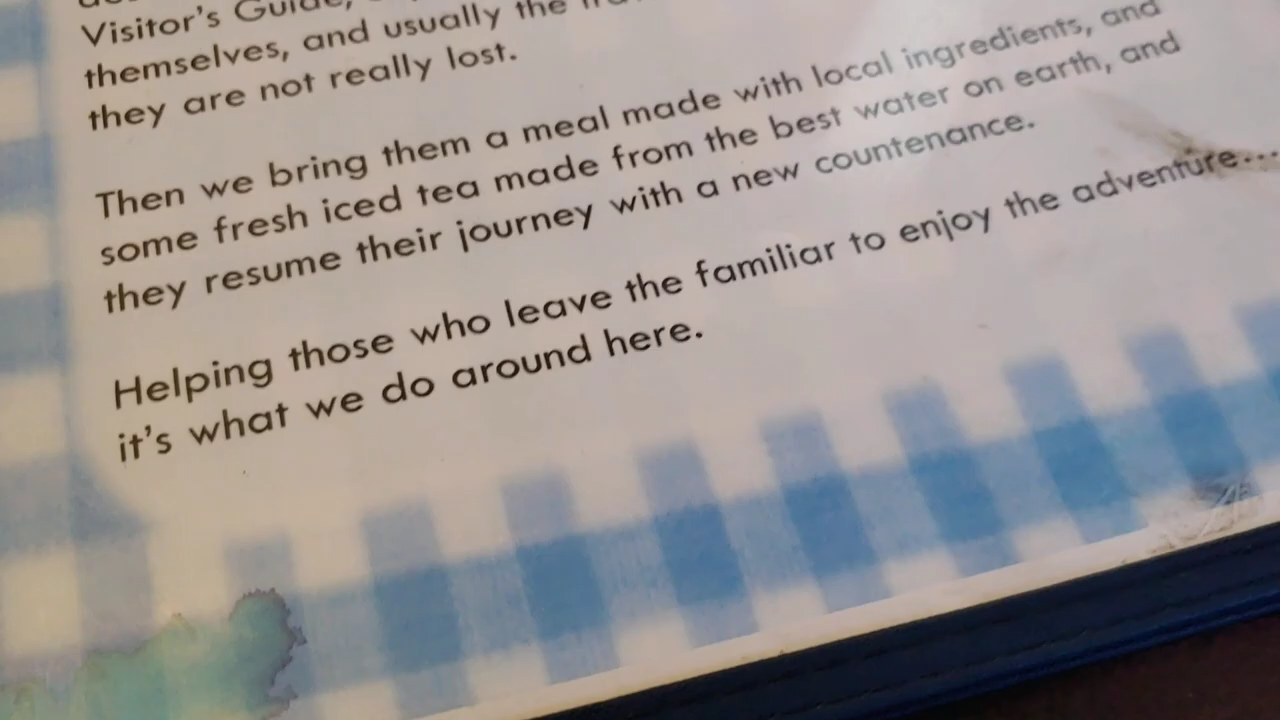 Visitor's Guide,
themselves, and usually the
they are not really lost.
Then we bring them a meal made with local ingredients, and
some fresh iced tea made from the best water on earth, and
they resume their journey with a new countenance.
Helping those who leave the familiar to enjoy the adventure...
it's what we do around here.